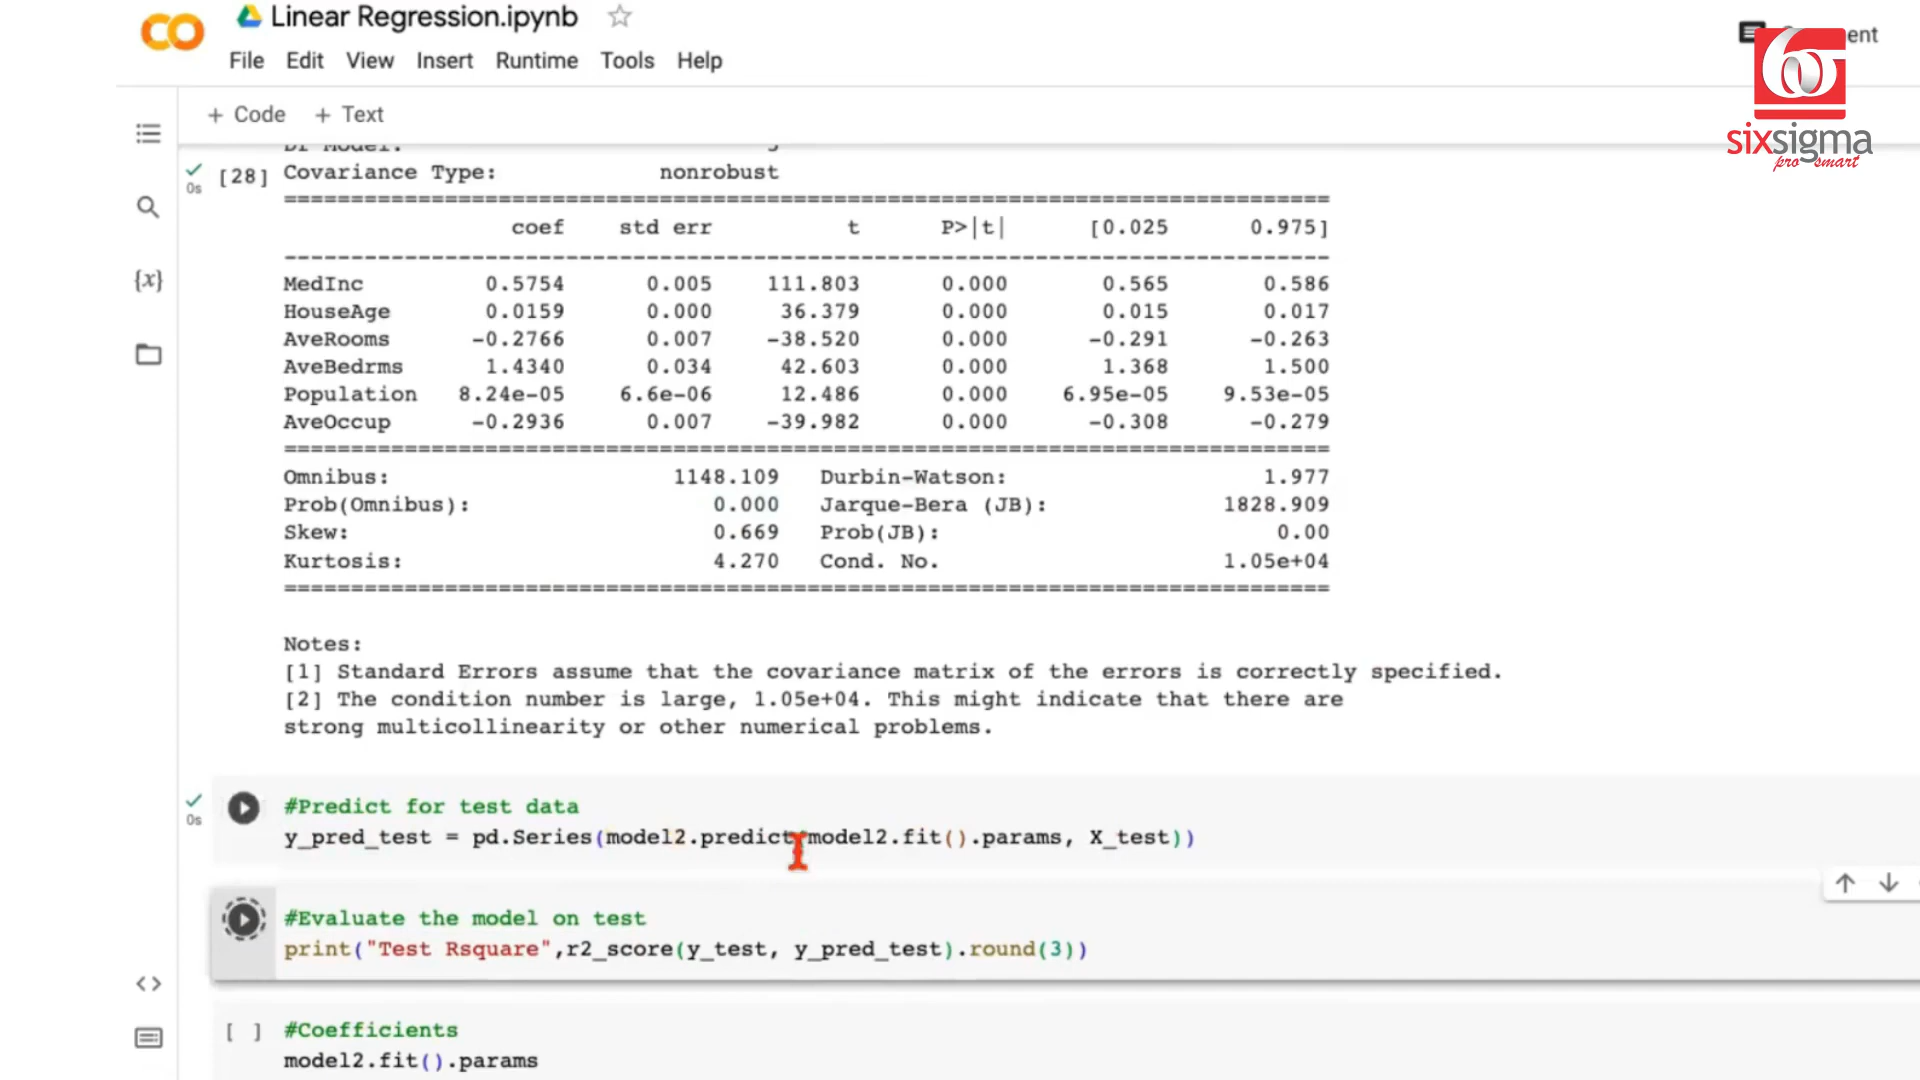 Linear Regression.ipynb
File Edit View Insert Runtime Tools Help
+ Code + Text
sixsigma
pro smart
Df Model:
0s [28] Covariance Type: nonrobust
coef std err t P>|t| [0.025 0.975]
MedInc 0.5754 0.005 111.803 0.000 0.565 0.586
HouseAge 0.0159 0.000 36.379 0.000 0.015 0.017
AveRooms -0.2766 0.007 -38.520 0.000 -0.291 -0.263
AveBedrms 1.4340 0.034 42.603 0.000 1.368 1.500
Population 8.24e-05 6.6e-06 12.486 0.000 6.95e-05 9.53e-05
AveOccup -0.2936 0.007 -39.982 0.000 -0.308 -0.279
Omnibus: 1148.109 Durbin-Watson: 1.977
Prob(Omnibus): 0.000 Jarque-Bera (JB): 1828.909
Skew: 0.669 Prob(JB): 0.00
Kurtosis: 4.270 Cond. No. 1.05e+04
Notes:
[1] Standard Errors assume that the covariance matrix of the errors is correctly specified.
[2] The condition number is large, 1.05e+04. This might indicate that there are
strong multicollinearity or other numerical problems.
#Predict for test data
0s y_pred_test = pd.Series(model2.predict(model2.fit().params, X_test))
#Evaluate the model on test
print("Test Rsquare",r2_score(y_test, y_pred_test).round(3))
[ ] #Coefficients
model2.fit().params